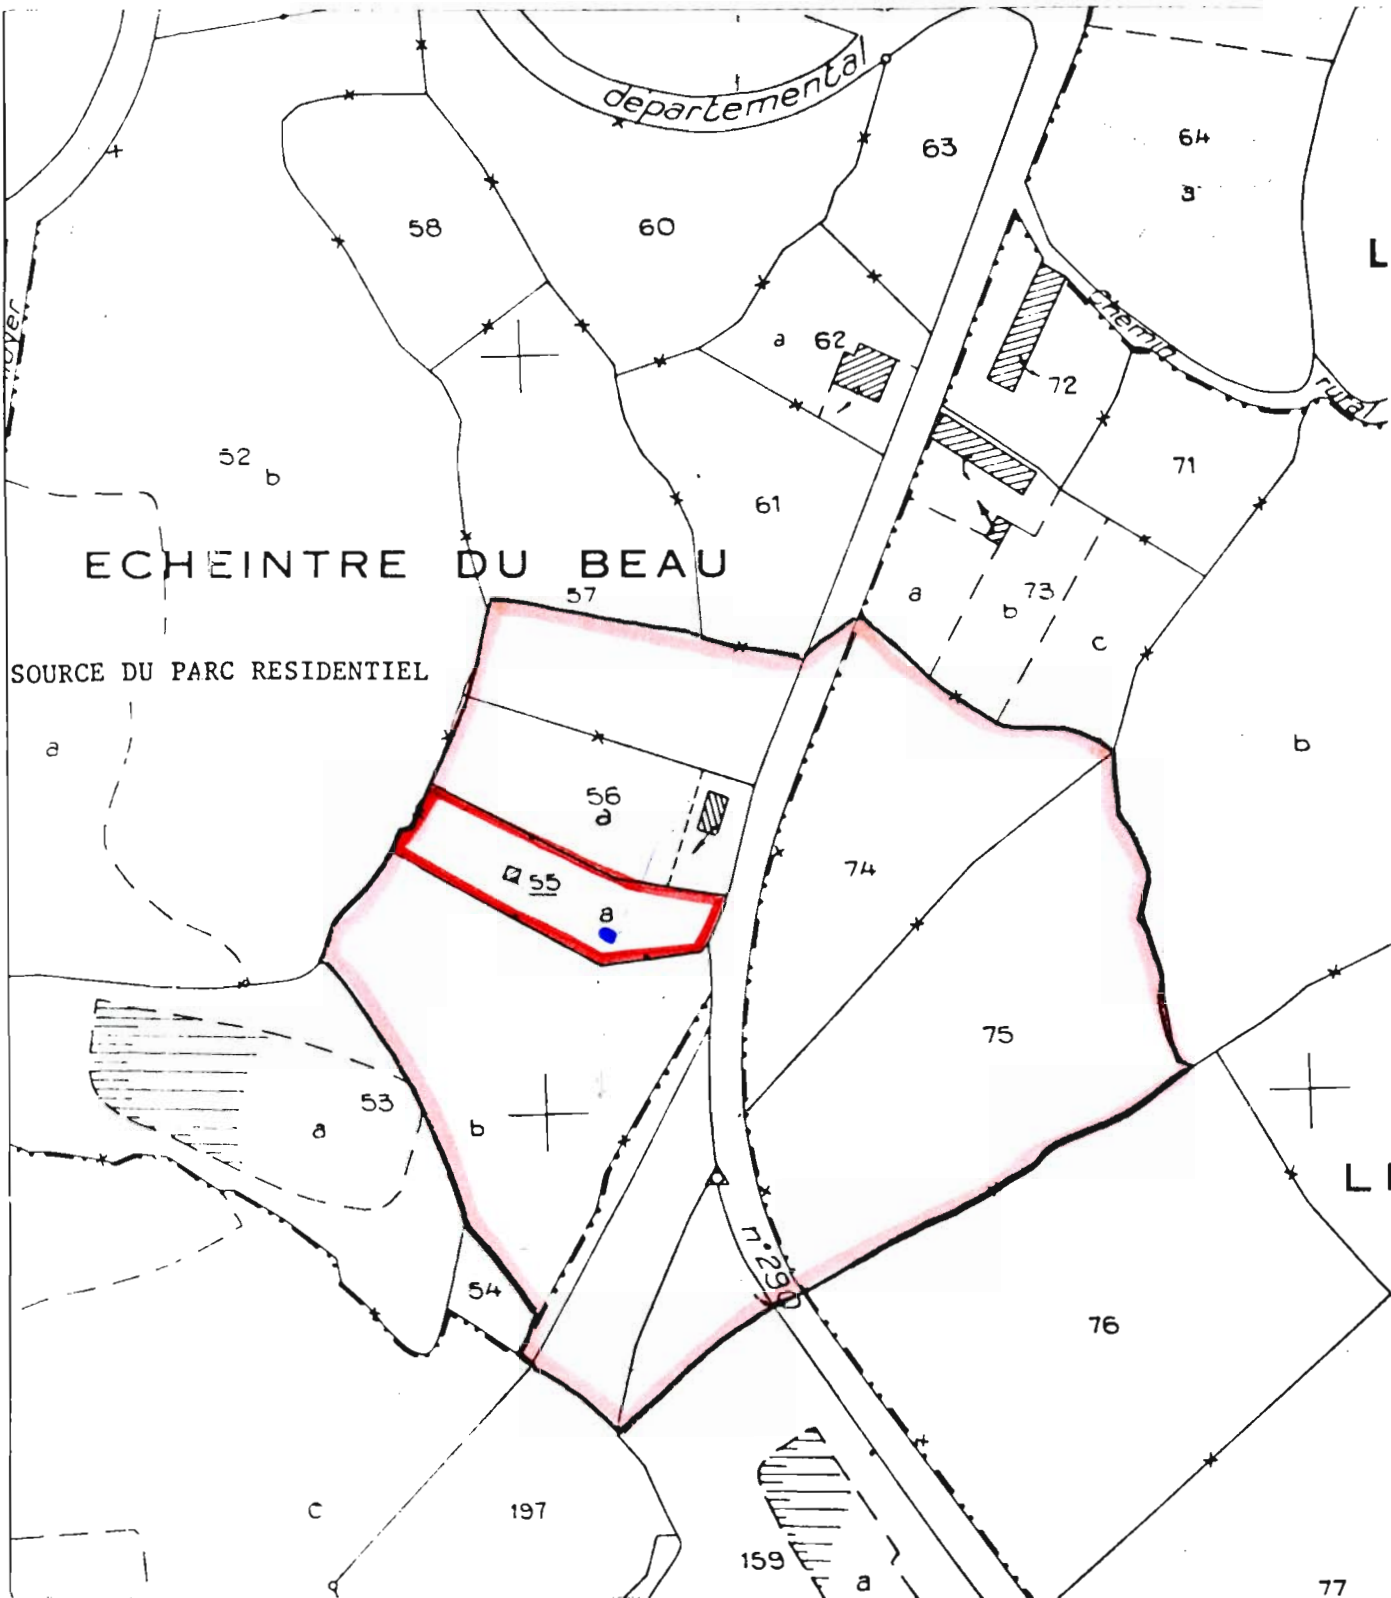 departemental
63
64
58
60
a
62
72
Chemin
rural
52
b
61
71
ECHEINTRE DU BEAU
57
a
b
73
c
SOURCE DU PARC RESIDENTIEL
a
b
56
a
55
a
74
75
53
a
b
n°290
54
76
c
197
159
a
77